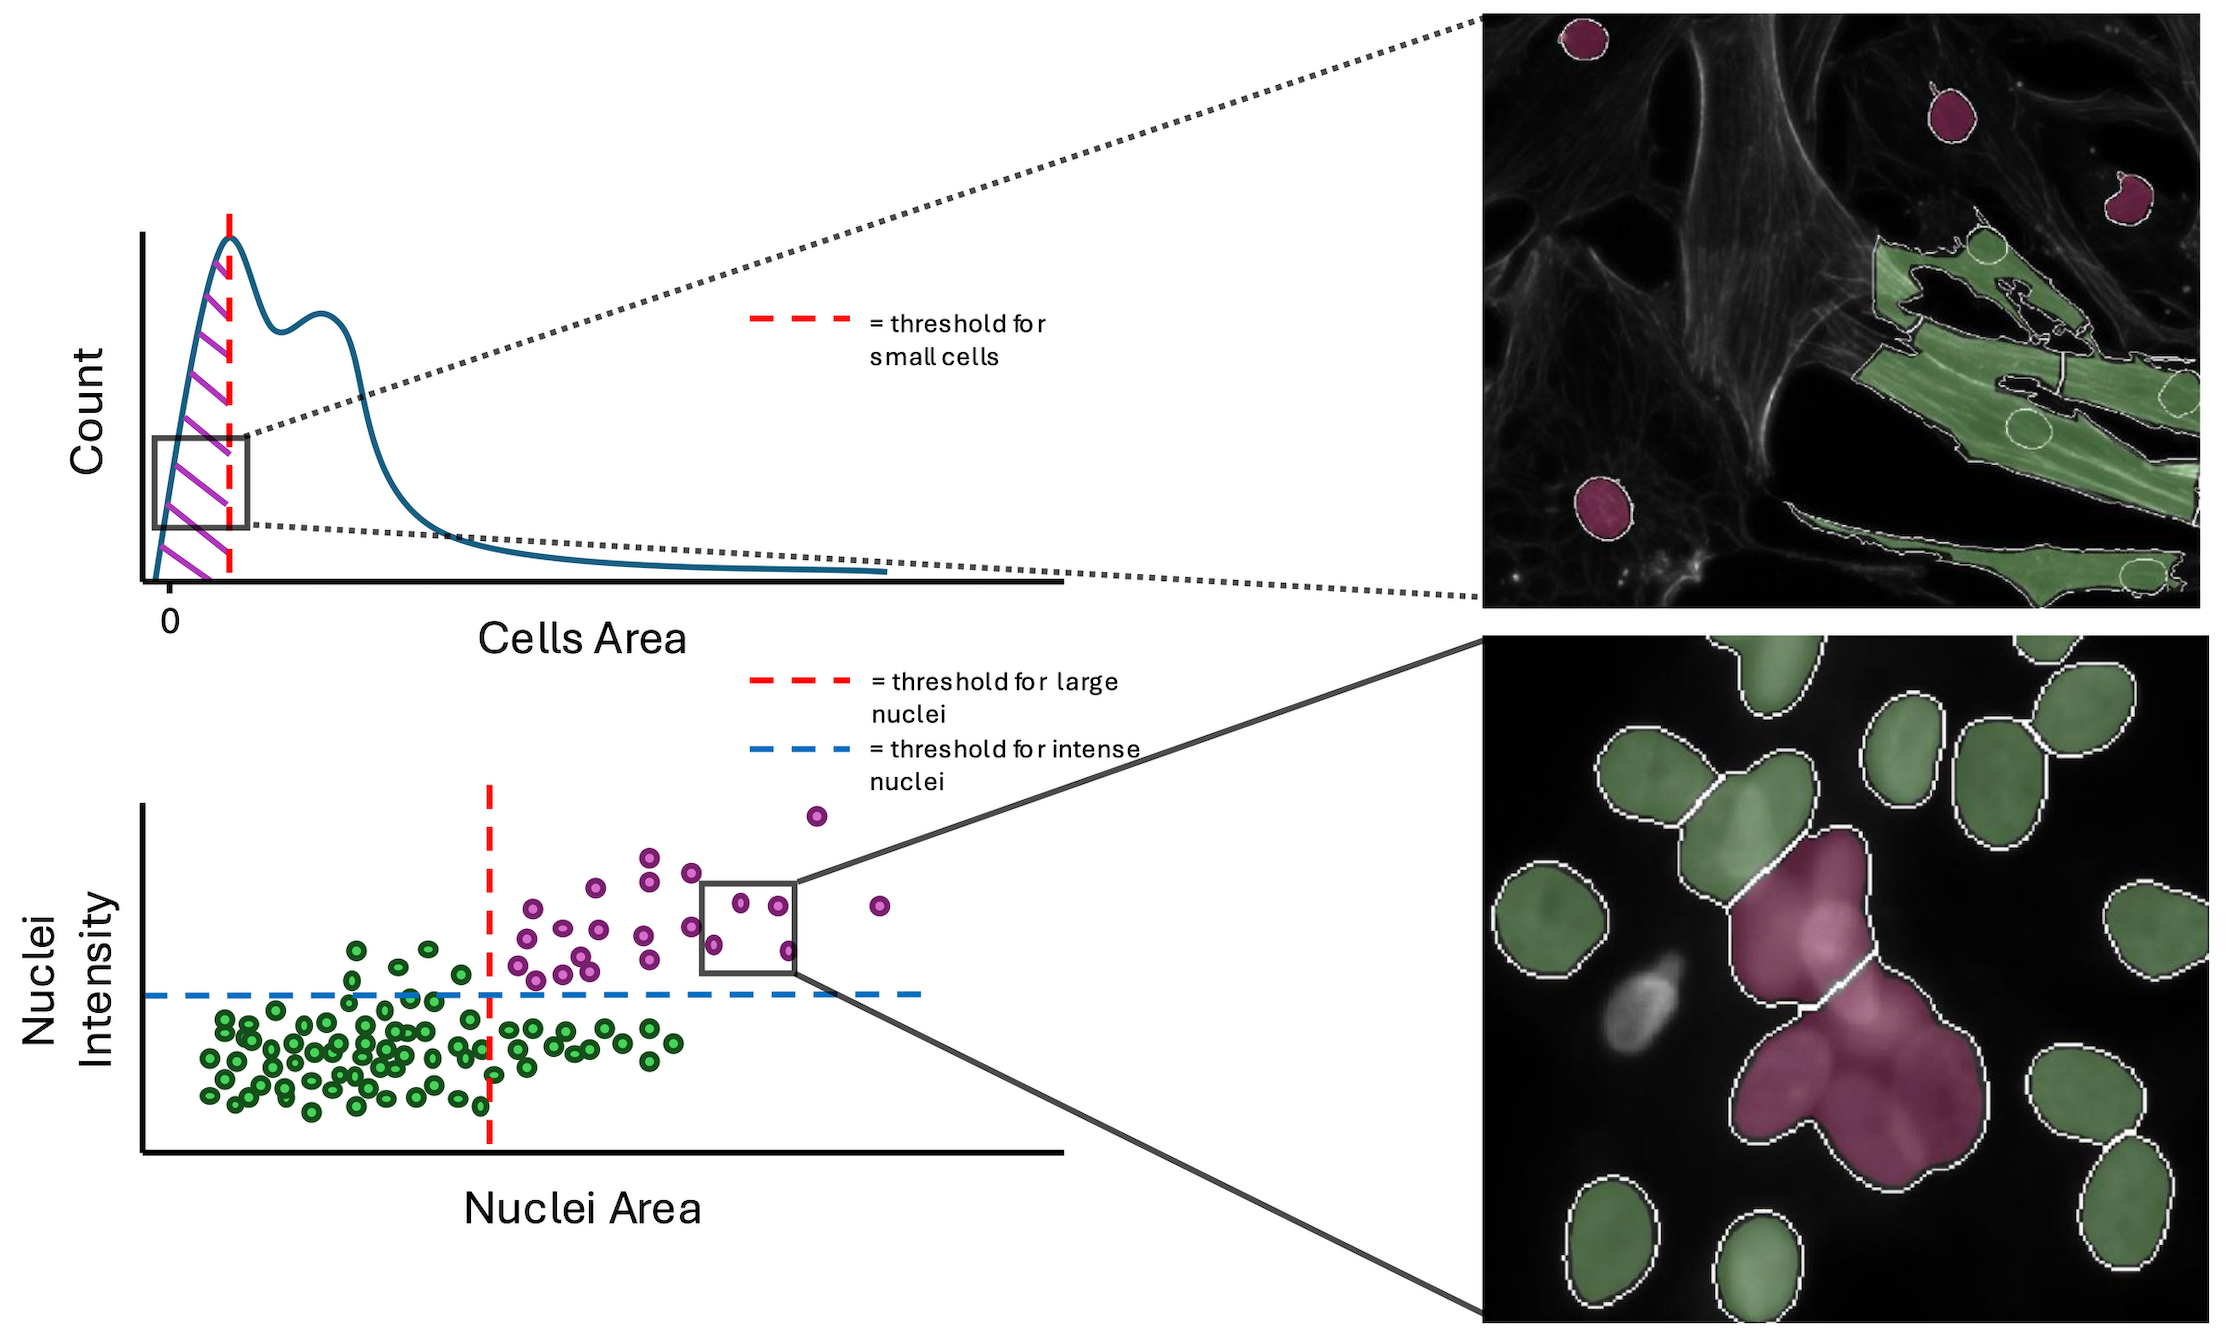 Count
= threshold for
small cells
0
Cells Area
= threshold for large
nuclei
= threshold for intense
nuclei
Nuclei
Intensity
Nuclei Area